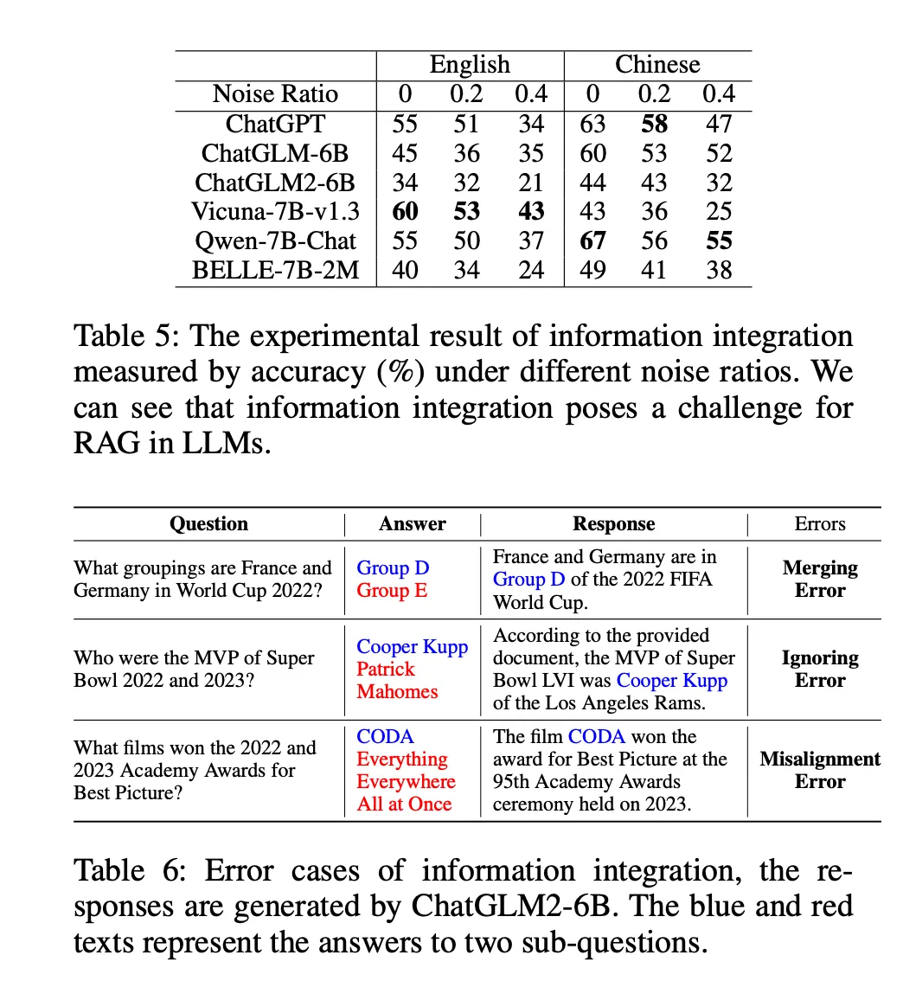 English Chinese
Noise Ratio 0 0.2 0.4 0 0.2 0.4
ChatGPT 55 51 34 63 58 47
ChatGLM-6B 45 36 35 60 53 52
ChatGLM2-6B 34 32 21 44 43 32
Vicuna-7B-v1.3 60 53 43 43 36 25
Qwen-7B-Chat 55 50 37 67 56 55
BELLE-7B-2M 40 34 24 49 41 38
Table 5: The experimental result of information integration
measured by accuracy (%) under different noise ratios. We
can see that information integration poses a challenge for
RAG in LLMs.
Question Answer Response Errors
What groupings are France and
Germany in World Cup 2022?
Group D
Group E
France and Germany are in
Group D of the 2022 FIFA
World Cup.
Merging
Error
Who were the MVP of Super
Bowl 2022 and 2023?
Cooper Kupp
Patrick
Mahomes
According to the provided
document, the MVP of Super
Bowl LVI was Cooper Kupp
of the Los Angeles Rams.
Ignoring
Error
What films won the 2022 and
2023 Academy Awards for
Best Picture?
CODA
Everything
Everywhere
All at Once
The film CODA won the
award for Best Picture at the
95th Academy Awards
ceremony held on 2023.
Misalignment
Error
Table 6: Error cases of information integration, the re-
sponses are generated by ChatGLM2-6B. The blue and red
texts represent the answers to two sub-questions.